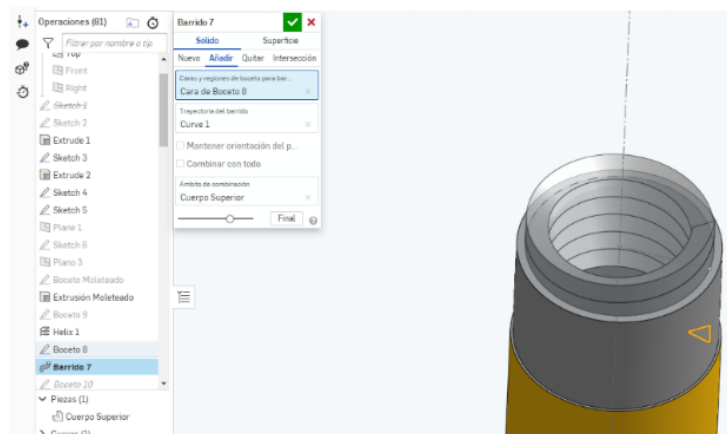 Operaciones (81)
Filtrar por nombre o tip
Top
Front
Right
Sketch 1
Sketch 2
Extrude 1
Sketch 3
Extrude 2
Sketch 4
Sketch 5
Plane 1
Sketch 6
Plano 3
Boceto Moleteado
Extrusión Moleteado
Boceto 9
Helix 1
Boceto 8
Barrido 7
Boceto 10
Piezas (1)
Cuerpo Superior
Curvas (2)
Barrido 7
Sólido Superficie
Nuevo Añadir Quitar Intersección
Caras y regiones de boceto para bar...
Cara de Boceto 8
Trayectoria del barrido
Curve 1
Mantener orientación del p...
Combinar con todo
Ámbito de combinación
Cuerpo Superior
Final